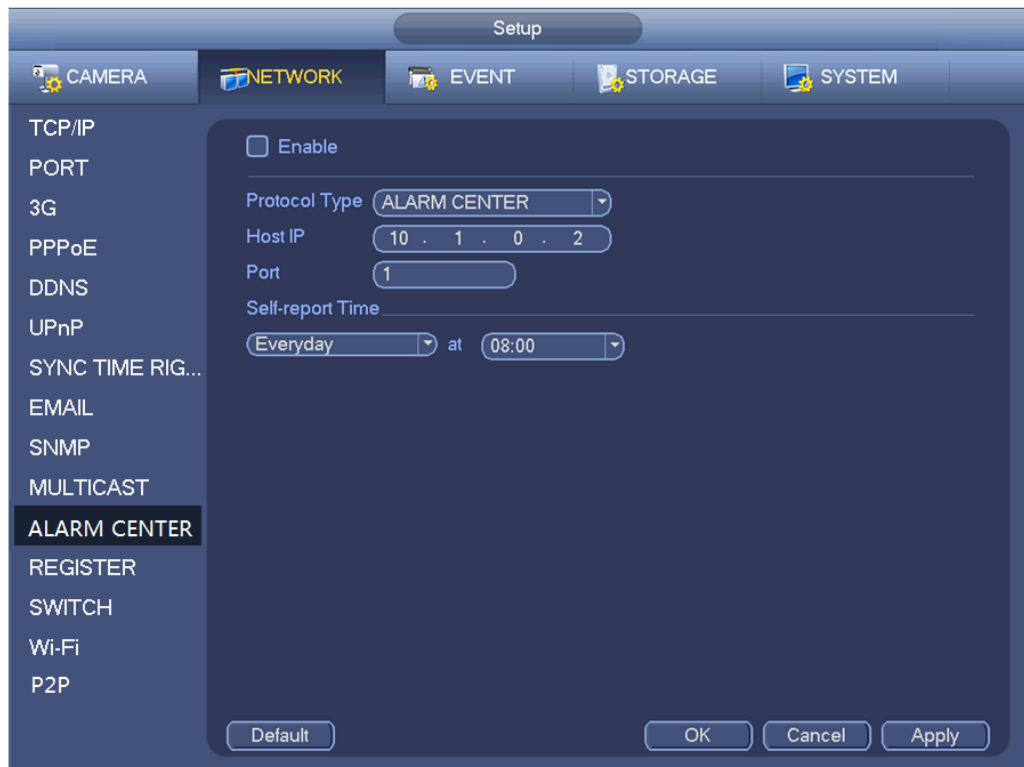 Setup
CAMERA NETWORK EVENT STORAGE SYSTEM
TCP/IP
PORT
3G
PPPoE
DDNS
UPnP
SYNC TIME RIG...
EMAIL
SNMP
MULTICAST
ALARM CENTER
REGISTER
SWITCH
Wi-Fi
P2P
Enable
Protocol Type ALARM CENTER
Host IP 10 . 1 . 0 . 2
Port 1
Self-report Time
Everyday at 08:00
Default OK Cancel Apply